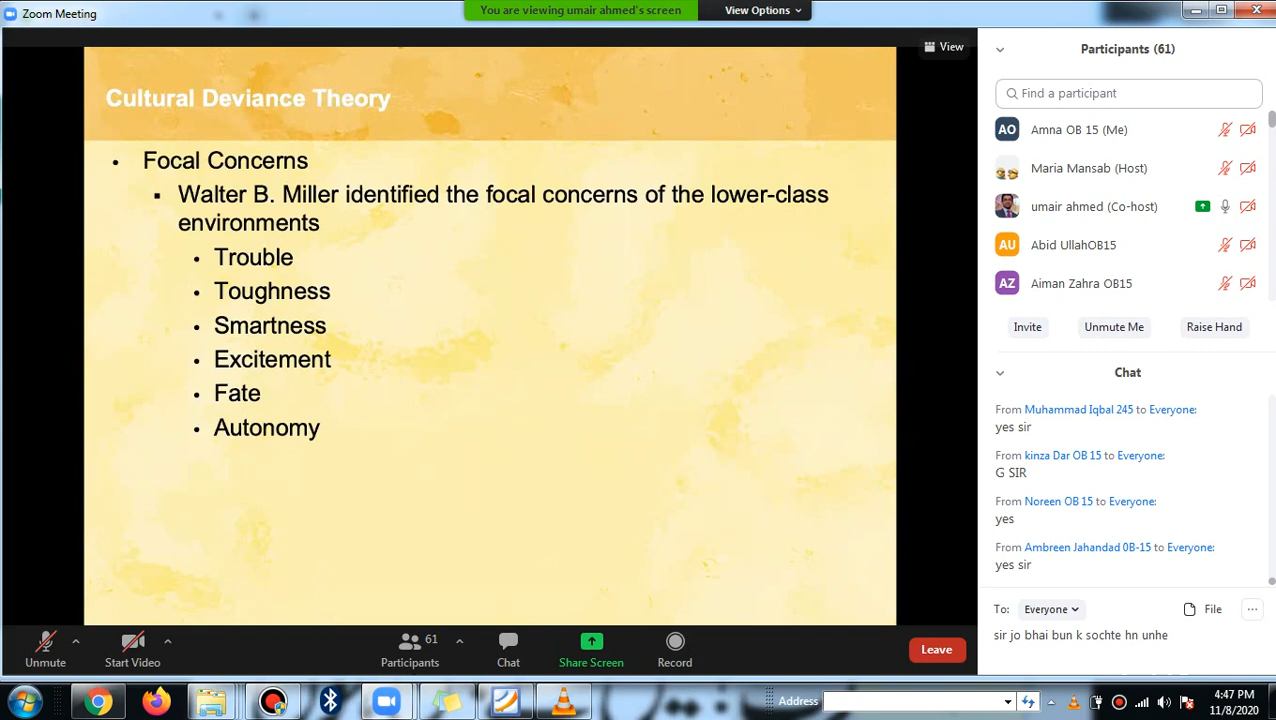 Zoom Meeting
You are viewing umair ahmed's screen
View Options
View
Cultural Deviance Theory
• Focal Concerns
▪ Walter B. Miller identified the focal concerns of the lower-class
environments
• Trouble
• Toughness
• Smartness
• Excitement
• Fate
• Autonomy
Participants (61)
Find a participant
AO Amna OB 15 (Me)
Maria Mansab (Host)
umair ahmed (Co-host)
AU Abid UllahOB15
AZ Aiman Zahra OB15
Invite
Unmute Me
Raise Hand
Chat
From Muhammad Iqbal 245 to Everyone:
yes sir
From kinza Dar OB 15 to Everyone:
G SIR
From Noreen OB 15 to Everyone:
yes
From Ambreen Jahandad 0B-15 to Everyone:
yes sir
To: Everyone
File
sir jo bhai bun k sochte hn unhe
Unmute
Start Video
61
Participants
Chat
Share Screen
Record
Leave
Address
4:47 PM
11/8/2020